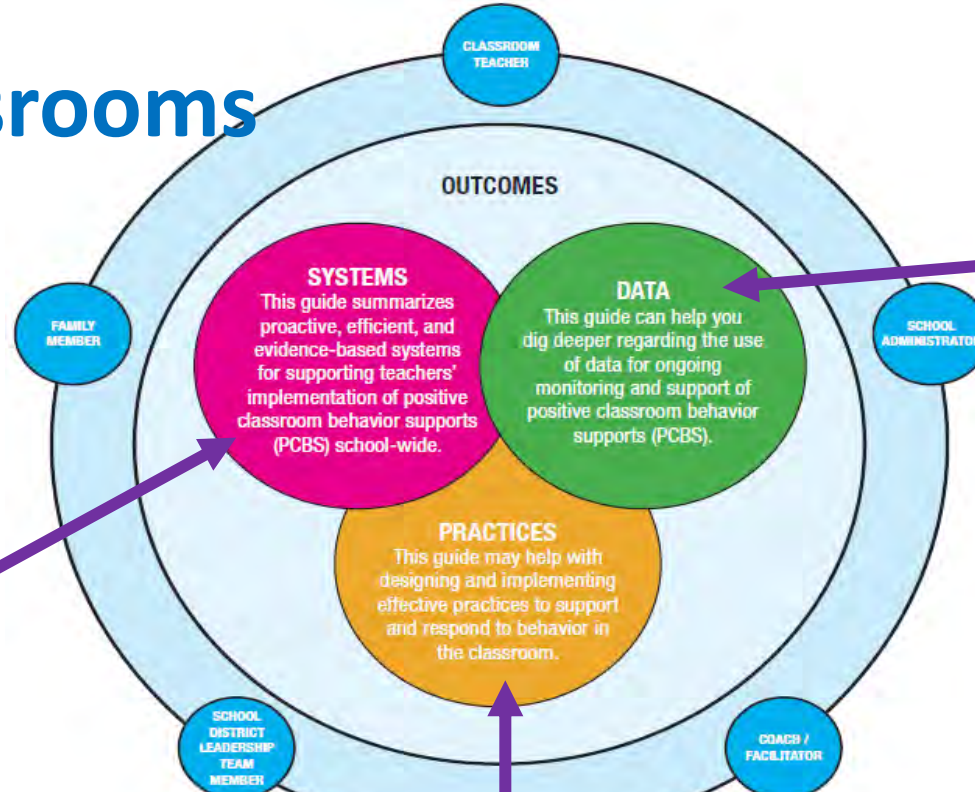 srooms
CLASSROOM
TEACHER
OUTCOMES
SYSTEMS
This guide summarizes
proactive, efficient, and
evidence-based systems
for supporting teachers'
implementation of positive
classroom behavior supports
(PCBS) school-wide.
DATA
This guide can help you
dig deeper regarding the use
of data for ongoing
monitoring and support of
positive classroom behavior
supports (PCBS).
FAMILY
MEMBER
SCHOOL
ADMINISTRATOR
PRACTICES
This guide may help with
designing and implementing
effective practices to support
and respond to behavior in
the classroom.
SCHOOL
DISTRICT
LEADERSHIP
TEAM
MEMBER
COACH /
FACILITATOR